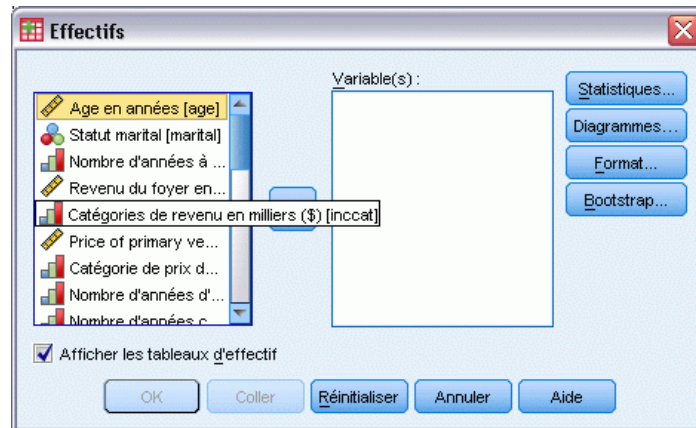 Effectifs
Variable(s) :
Age en années [age]
Statut marital [marital]
Nombre d'années à ...
Revenu du foyer en...
Catégories de revenu en milliers ($) [inccat]
Price of primary ve...
Catégorie de prix d...
Nombre d'années d'...
Nombre d'années c
Statistiques...
Diagrammes...
Format...
Bootstrap...
Afficher les tableaux d'effectif
OK
Coller
Réinitialiser
Annuler
Aide